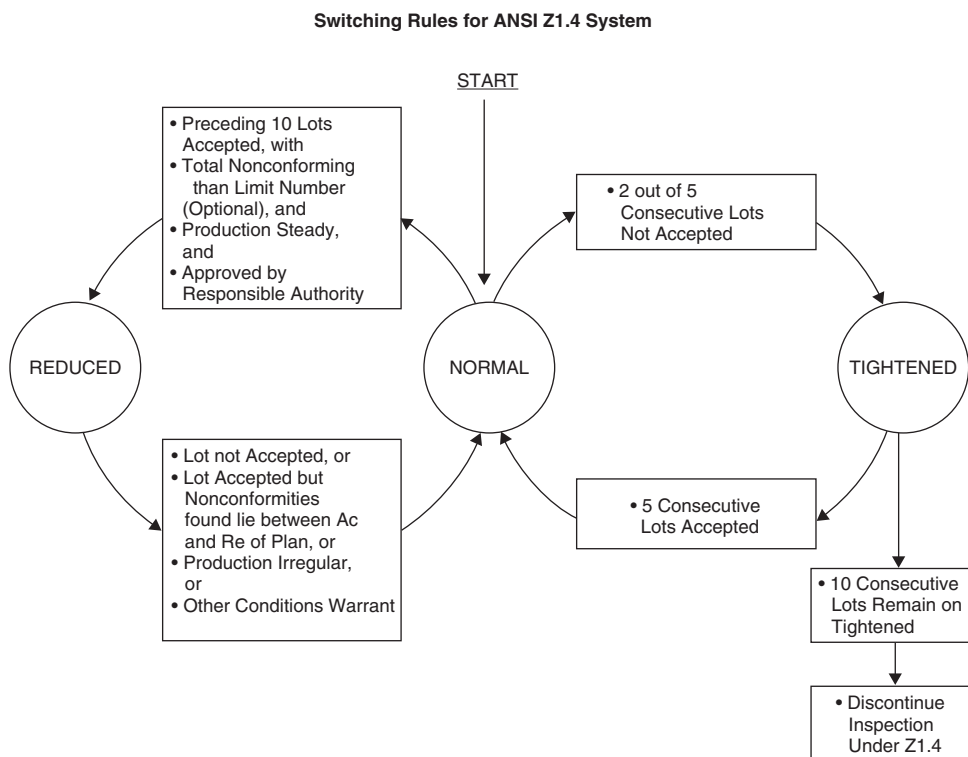 Switching Rules for ANSI Z1.4 System
START
• Preceding 10 Lots
Accepted, with
• Total Nonconforming
than Limit Number
(Optional), and
• Production Steady,
and
• Approved by
Responsible Authority
• 2 out of 5
Consecutive Lots
Not Accepted
REDUCED
NORMAL
TIGHTENED
• Lot not Accepted, or
• Lot Accepted but
Nonconformities
found lie between Ac
and Re of Plan, or
• Production Irregular,
or
• Other Conditions Warrant
• 5 Consecutive
Lots Accepted
• 10 Consecutive
Lots Remain on
Tightened
• Discontinue
Inspection
Under Z1.4